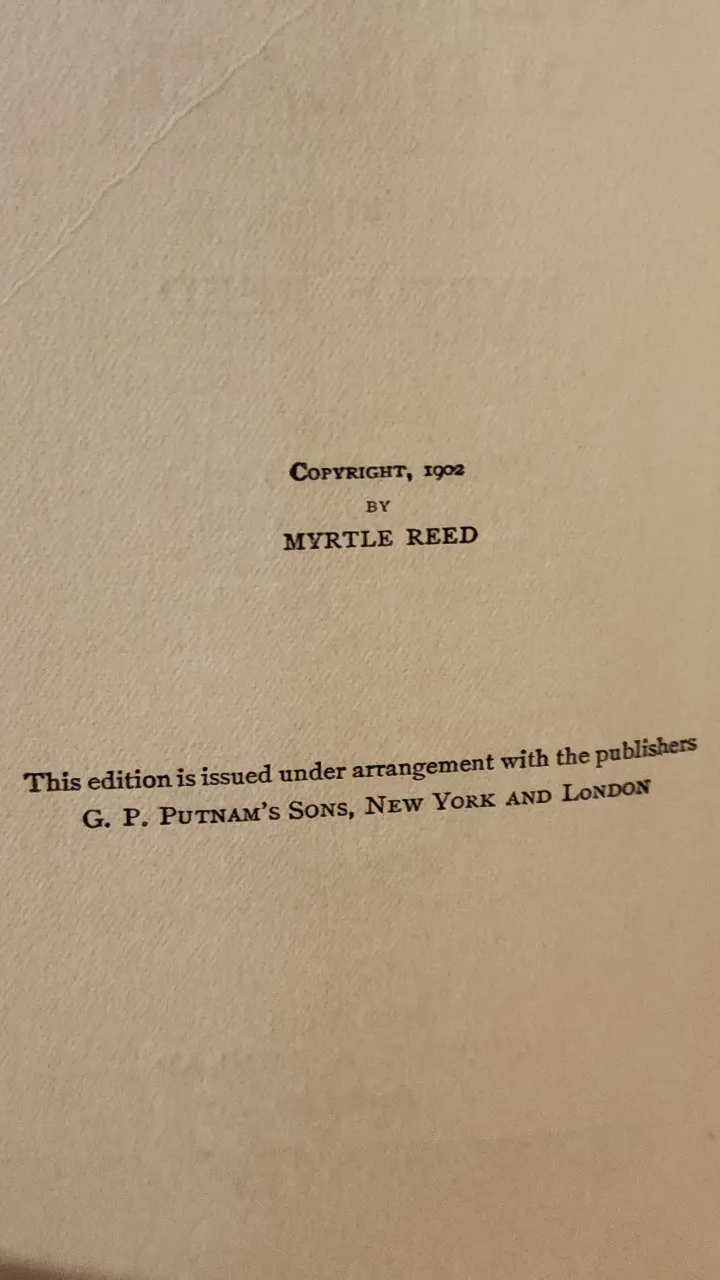 COPYRIGHT, 1902
BY
MYRTLE REED
This edition is issued under arrangement with the publishers
G. P. PUTNAM'S SONS, NEW YORK AND LONDON